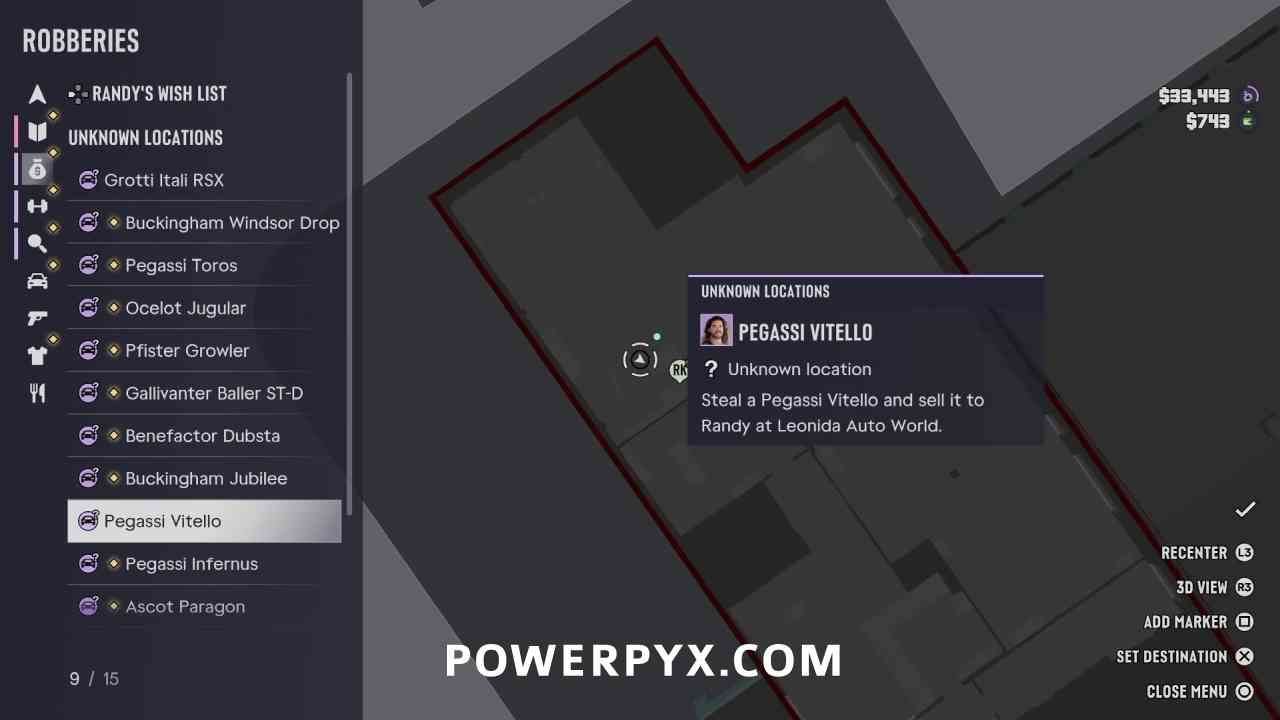 ROBBERIES
RANDY'S WISH LIST
UNKNOWN LOCATIONS
Grotti Itali RSX
Buckingham Windsor Drop
Pegassi Toros
Ocelot Jugular
Pfister Growler
Gallivanter Baller ST-D
Benefactor Dubsta
Buckingham Jubilee
Pegassi Vitello
Pegassi Infernus
Ascot Paragon
9 / 15
$33,443
$743
RK
UNKNOWN LOCATIONS
PEGASSI VITELLO
? Unknown location
Steal a Pegassi Vitello and sell it to
Randy at Leonida Auto World.
RECENTER L3
3D VIEW R3
ADD MARKER
SET DESTINATION
CLOSE MENU
POWERPYX.COM